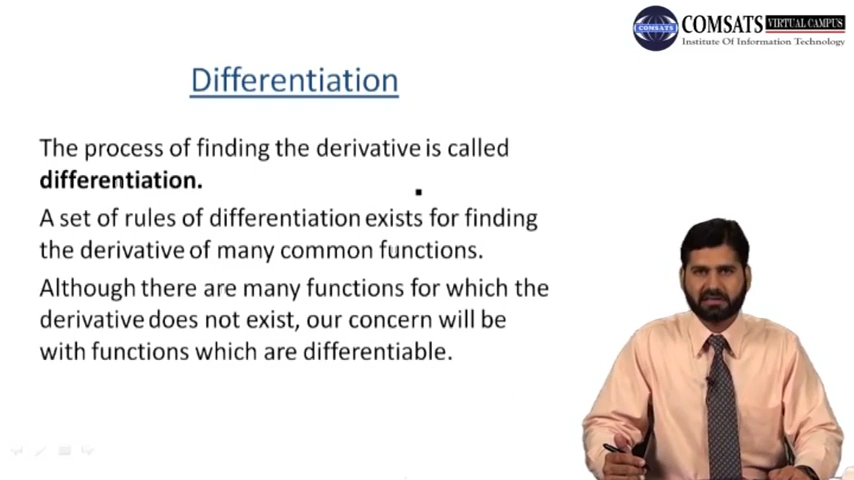 COMSATS VIRTUAL CAMPUS
COMSATS
Institute Of Information Technology
Differentiation
The process of finding the derivative is called
differentiation.
A set of rules of differentiation exists for finding
the derivative of many common functions.
Although there are many functions for which the
derivative does not exist, our concern will be
with functions which are differentiable.